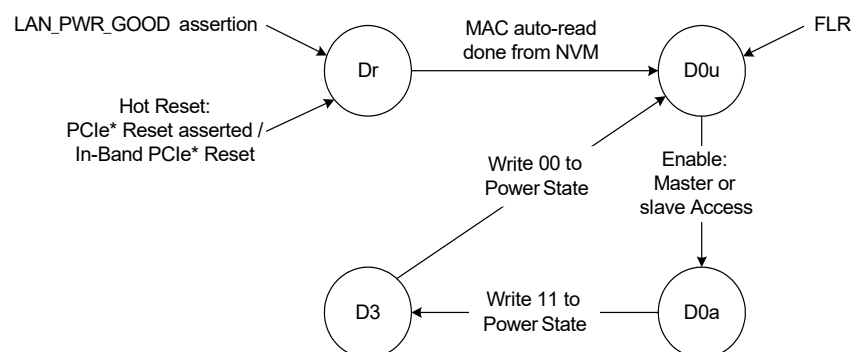 LAN_PWR_GOOD assertion
MAC auto-read
done from NVM
FLR
Dr
D0u
Hot Reset:
PCIe* Reset asserted /
In-Band PCIe* Reset
Write 00 to
Power State
Enable:
Master or
slave Access
D3
Write 11 to
Power State
D0a